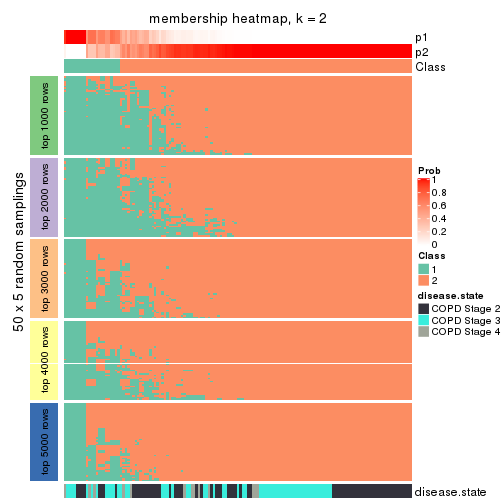 membership heatmap, k = 2
p1
p2
Class
50 x 5 random samplings
top 1000 rows
top 2000 rows
top 3000 rows
top 4000 rows
top 5000 rows
Prob
1
0.8
0.6
0.4
0.2
0
Class
1
2
disease.state
COPD Stage 2
COPD Stage 3
COPD Stage 4
disease.state